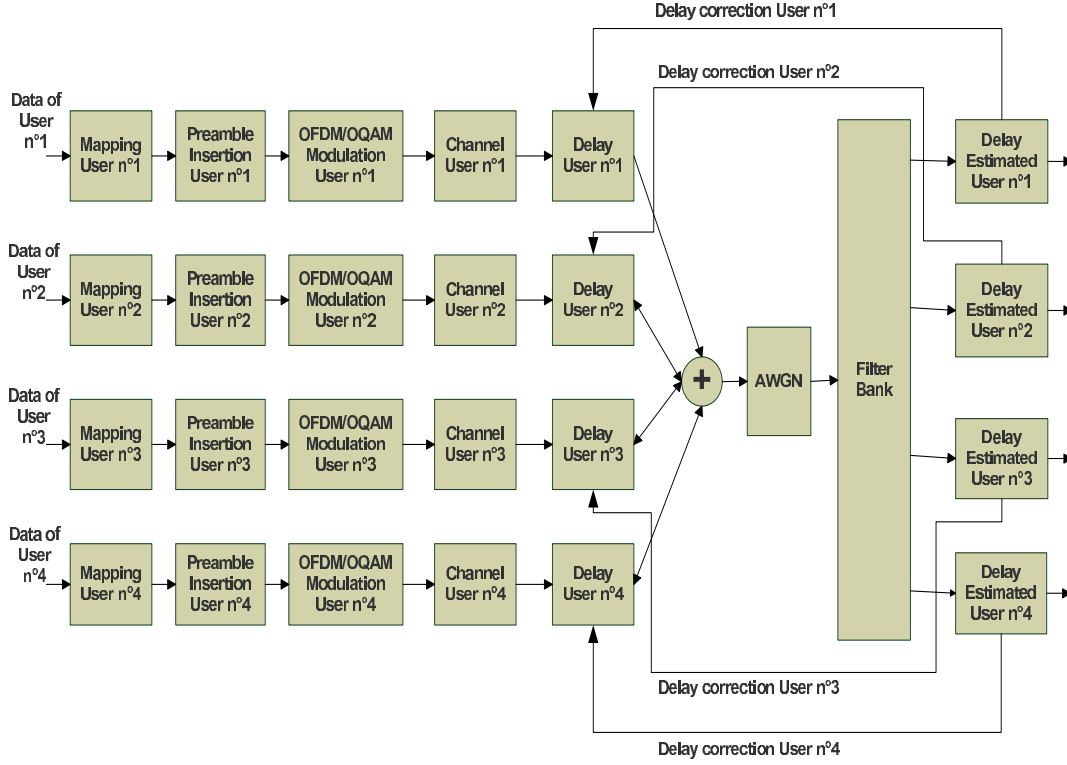 Delay correction User n°1
Delay correction User n°2
Data of
User
n°1
Mapping
User n°1
Preamble
Insertion
User n°1
OFDM/OQAM
Modulation
User n°1
Channel
User n°1
Delay
User n°1
Delay
Estimated
User n°1
Data of
User
n°2
Mapping
User n°2
Preamble
Insertion
User n°2
OFDM/OQAM
Modulation
User n°2
Channel
User n°2
Delay
User n°2
Delay
Estimated
User n°2
+
AWGN
Filter
Bank
Data of
User
n°3
Mapping
User n°3
Preamble
Insertion
User n°3
OFDM/OQAM
Modulation
User n°3
Channel
User n°3
Delay
User n°3
Delay
Estimated
User n°3
Data of
User
n°4
Mapping
User n°4
Preamble
Insertion
User n°4
OFDM/OQAM
Modulation
User n°4
Channel
User n°4
Delay
User n°4
Delay
Estimated
User n°4
Delay correction User n°3
Delay correction User n°4